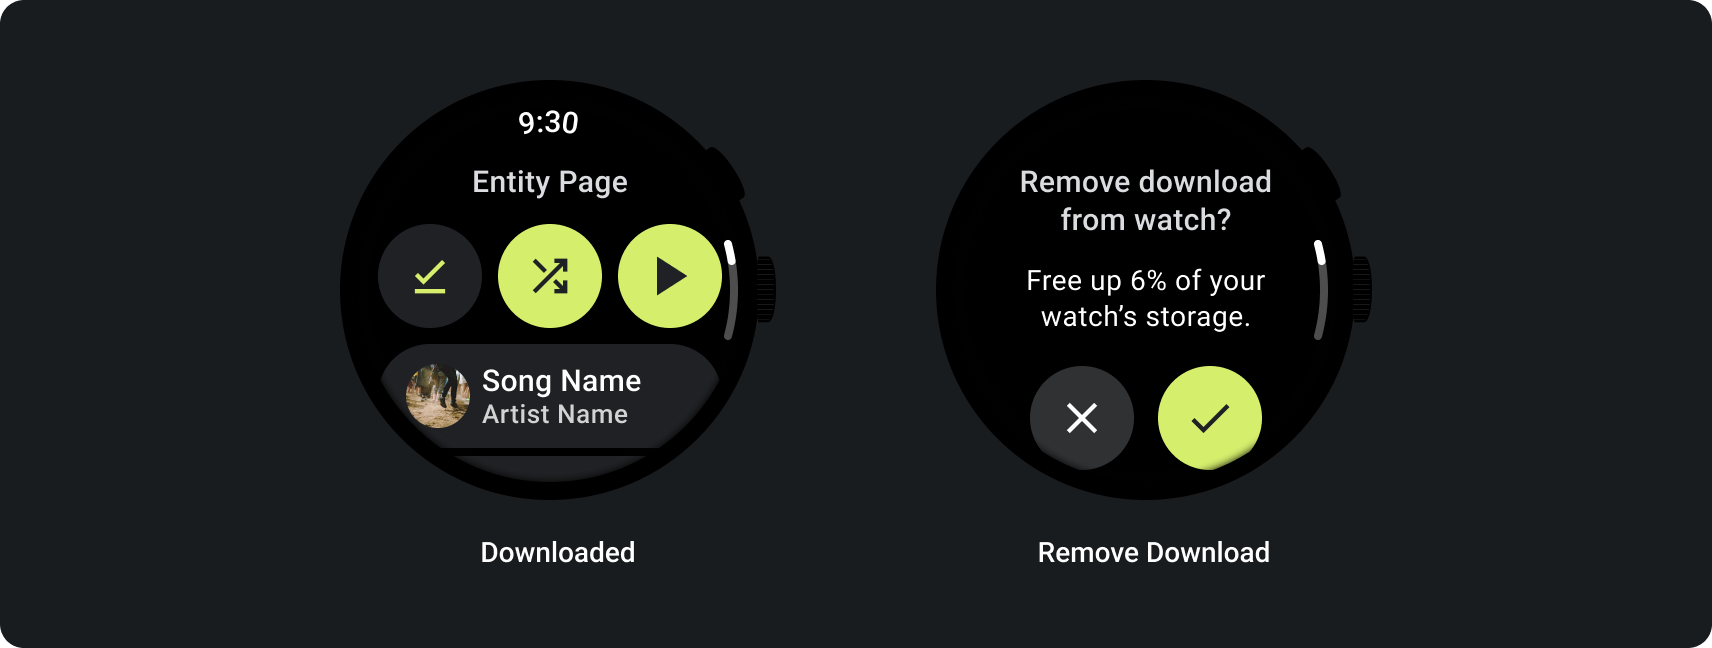 9:30
Entity Page
Song Name
Artist Name
Downloaded
Remove download
from watch?
Free up 6% of your
watch’s storage.
Remove Download